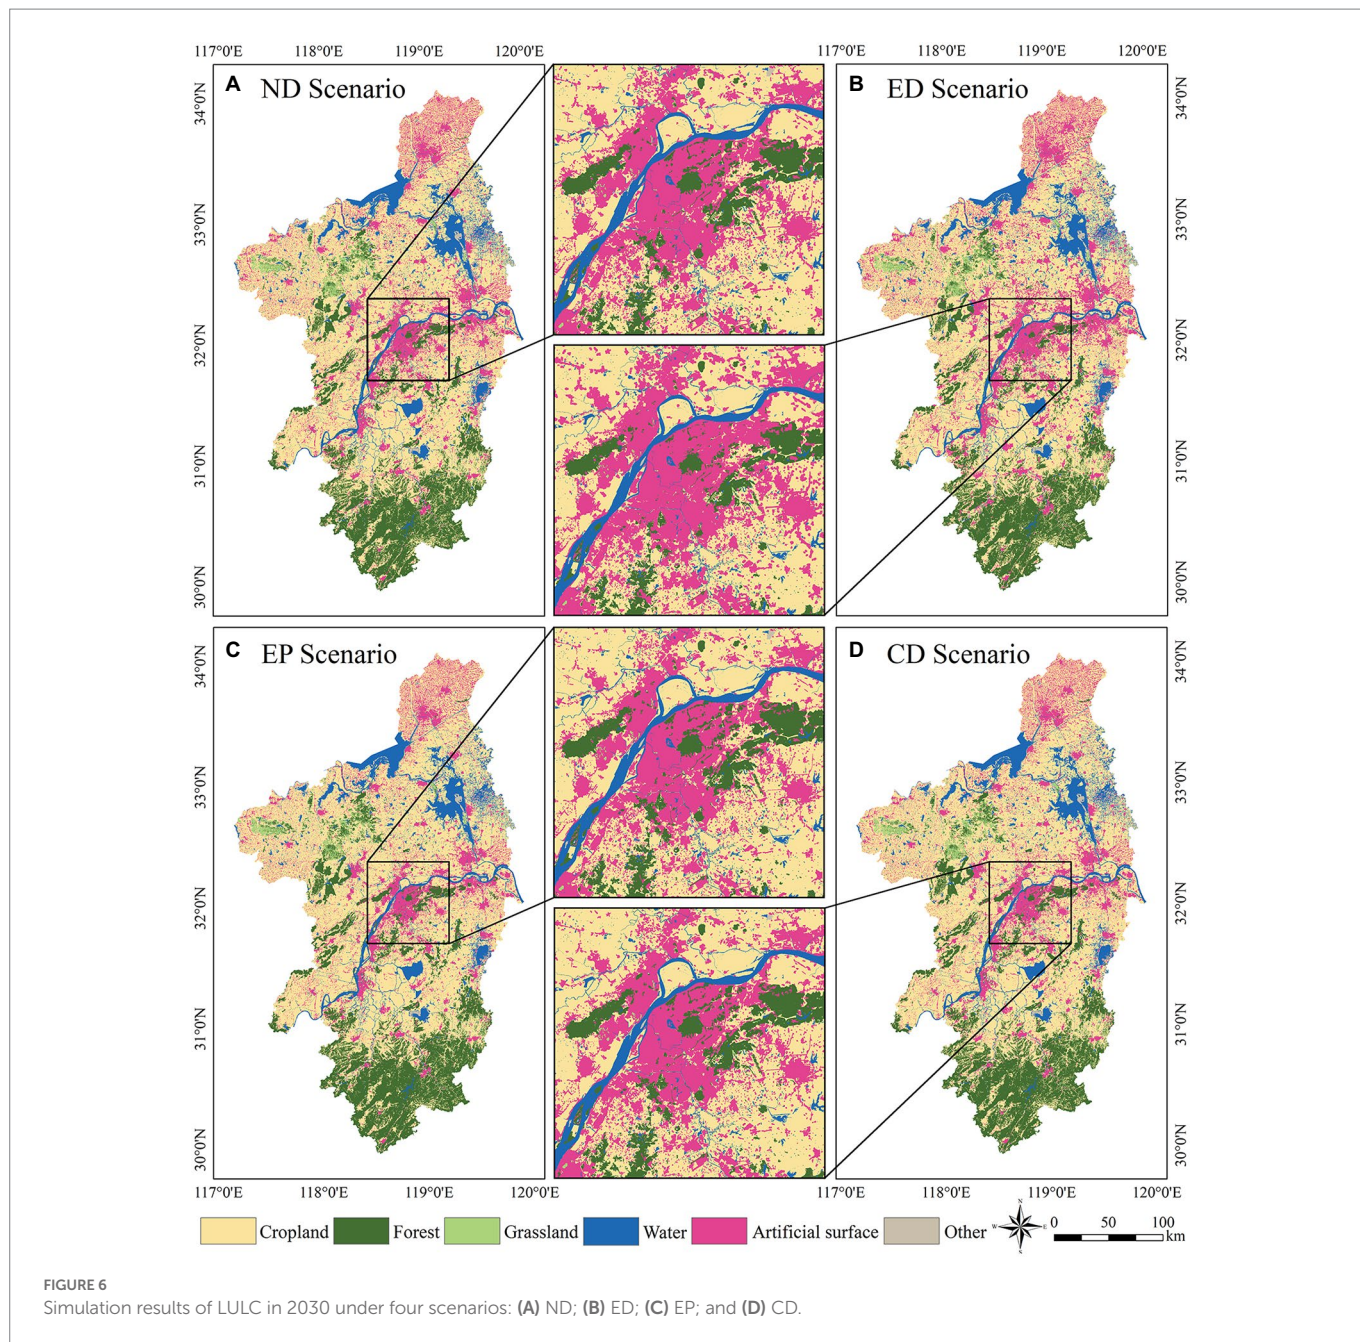 117°0'E 118°0'E 119°0'E 120°0'E 117°0'E 118°0'E 119°0'E 120°0'E
A ND Scenario
B ED Scenario
34°0'N
33°0'N
32°0'N
31°0'N
30°0'N
34°0'N
33°0'N
32°0'N
31°0'N
30°0'N
C EP Scenario
D CD Scenario
34°0'N
33°0'N
32°0'N
31°0'N
30°0'N
34°0'N
33°0'N
32°0'N
31°0'N
30°0'N
117°0'E 118°0'E 119°0'E 120°0'E 117°0'E 118°0'E 119°0'E 120°0'E
Cropland Forest Grassland Water Artificial surface Other
N
W E
S
0 50 100
km
FIGURE 6
Simulation results of LULC in 2030 under four scenarios: (A) ND; (B) ED; (C) EP; and (D) CD.